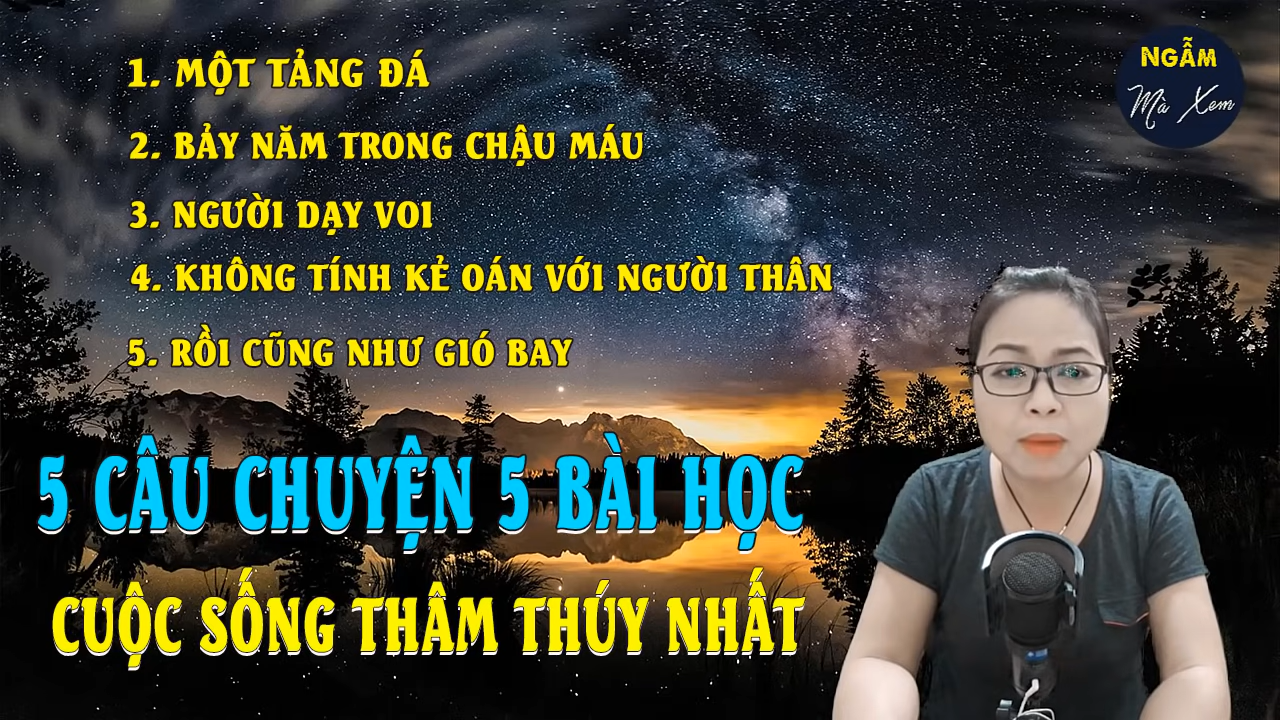 1. MỘT TẢNG ĐÁ
2. BẢY NĂM TRONG CHẬU MÁU
3. NGƯỜI DẠY VOI
4. KHÔNG TÍNH KẺ OÁN VỚI NGƯỜI THÂN
5. RỒI CŨNG NHƯ GIÓ BAY
5 CÂU CHUYỆN 5 BÀI HỌC
CUỘC SỐNG THÂM THÚY NHẤT
NGẪM
Mà Xem